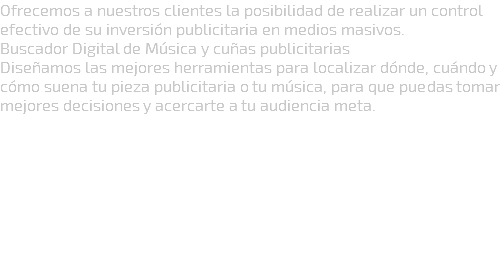 Ofrecemos a nuestros clientes la posibilidad de realizar un control
efectivo de su inversión publicitaria en medios masivos.
Buscador Digital de Música y cuñas publicitarias
Diseñamos las mejores herramientas para localizar dónde, cuándo y
cómo suena tu pieza publicitaria o tu música, para que puedas tomar
mejores decisiones y acercarte a tu audiencia meta.